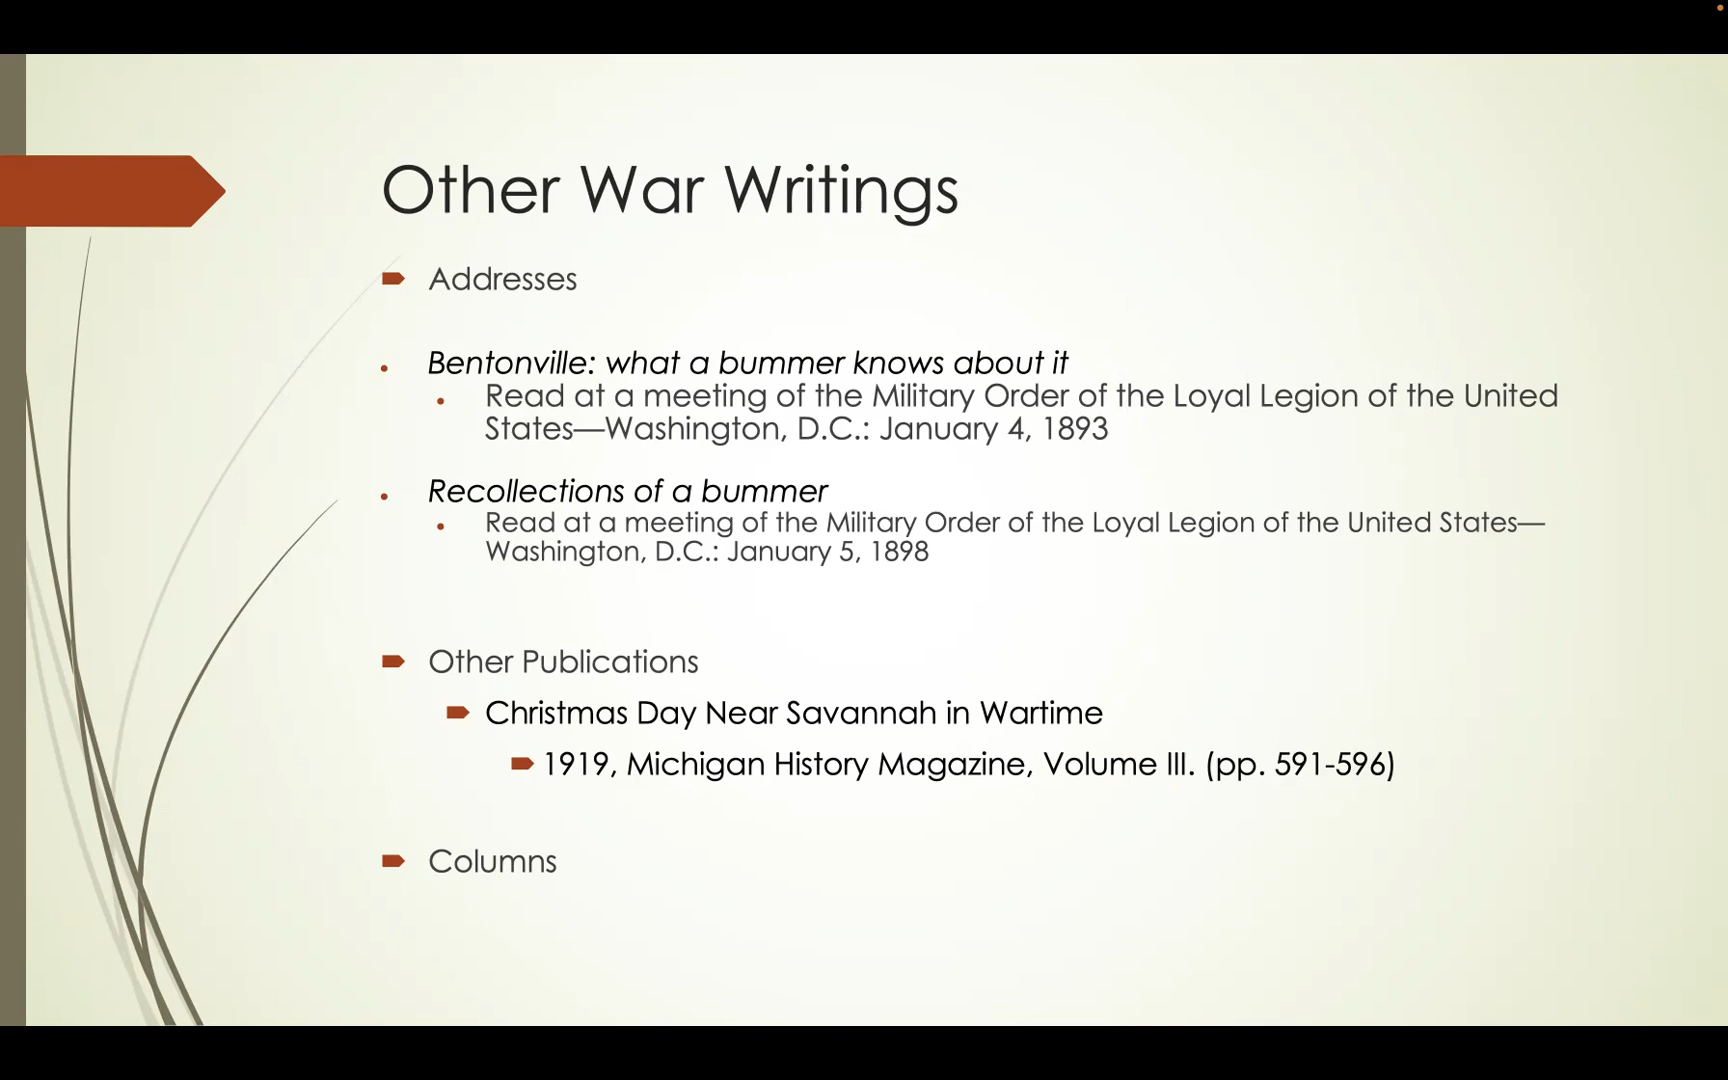 Other War Writings
Addresses
Bentonville: what a bummer knows about it
Read at a meeting of the Military Order of the Loyal Legion of the United
States—Washington, D.C.: January 4, 1893
Recollections of a bummer
Read at a meeting of the Military Order of the Loyal Legion of the United States—
Washington, D.C.: January 5, 1898
Other Publications
Christmas Day Near Savannah in Wartime
1919, Michigan History Magazine, Volume III. (pp. 591-596)
Columns